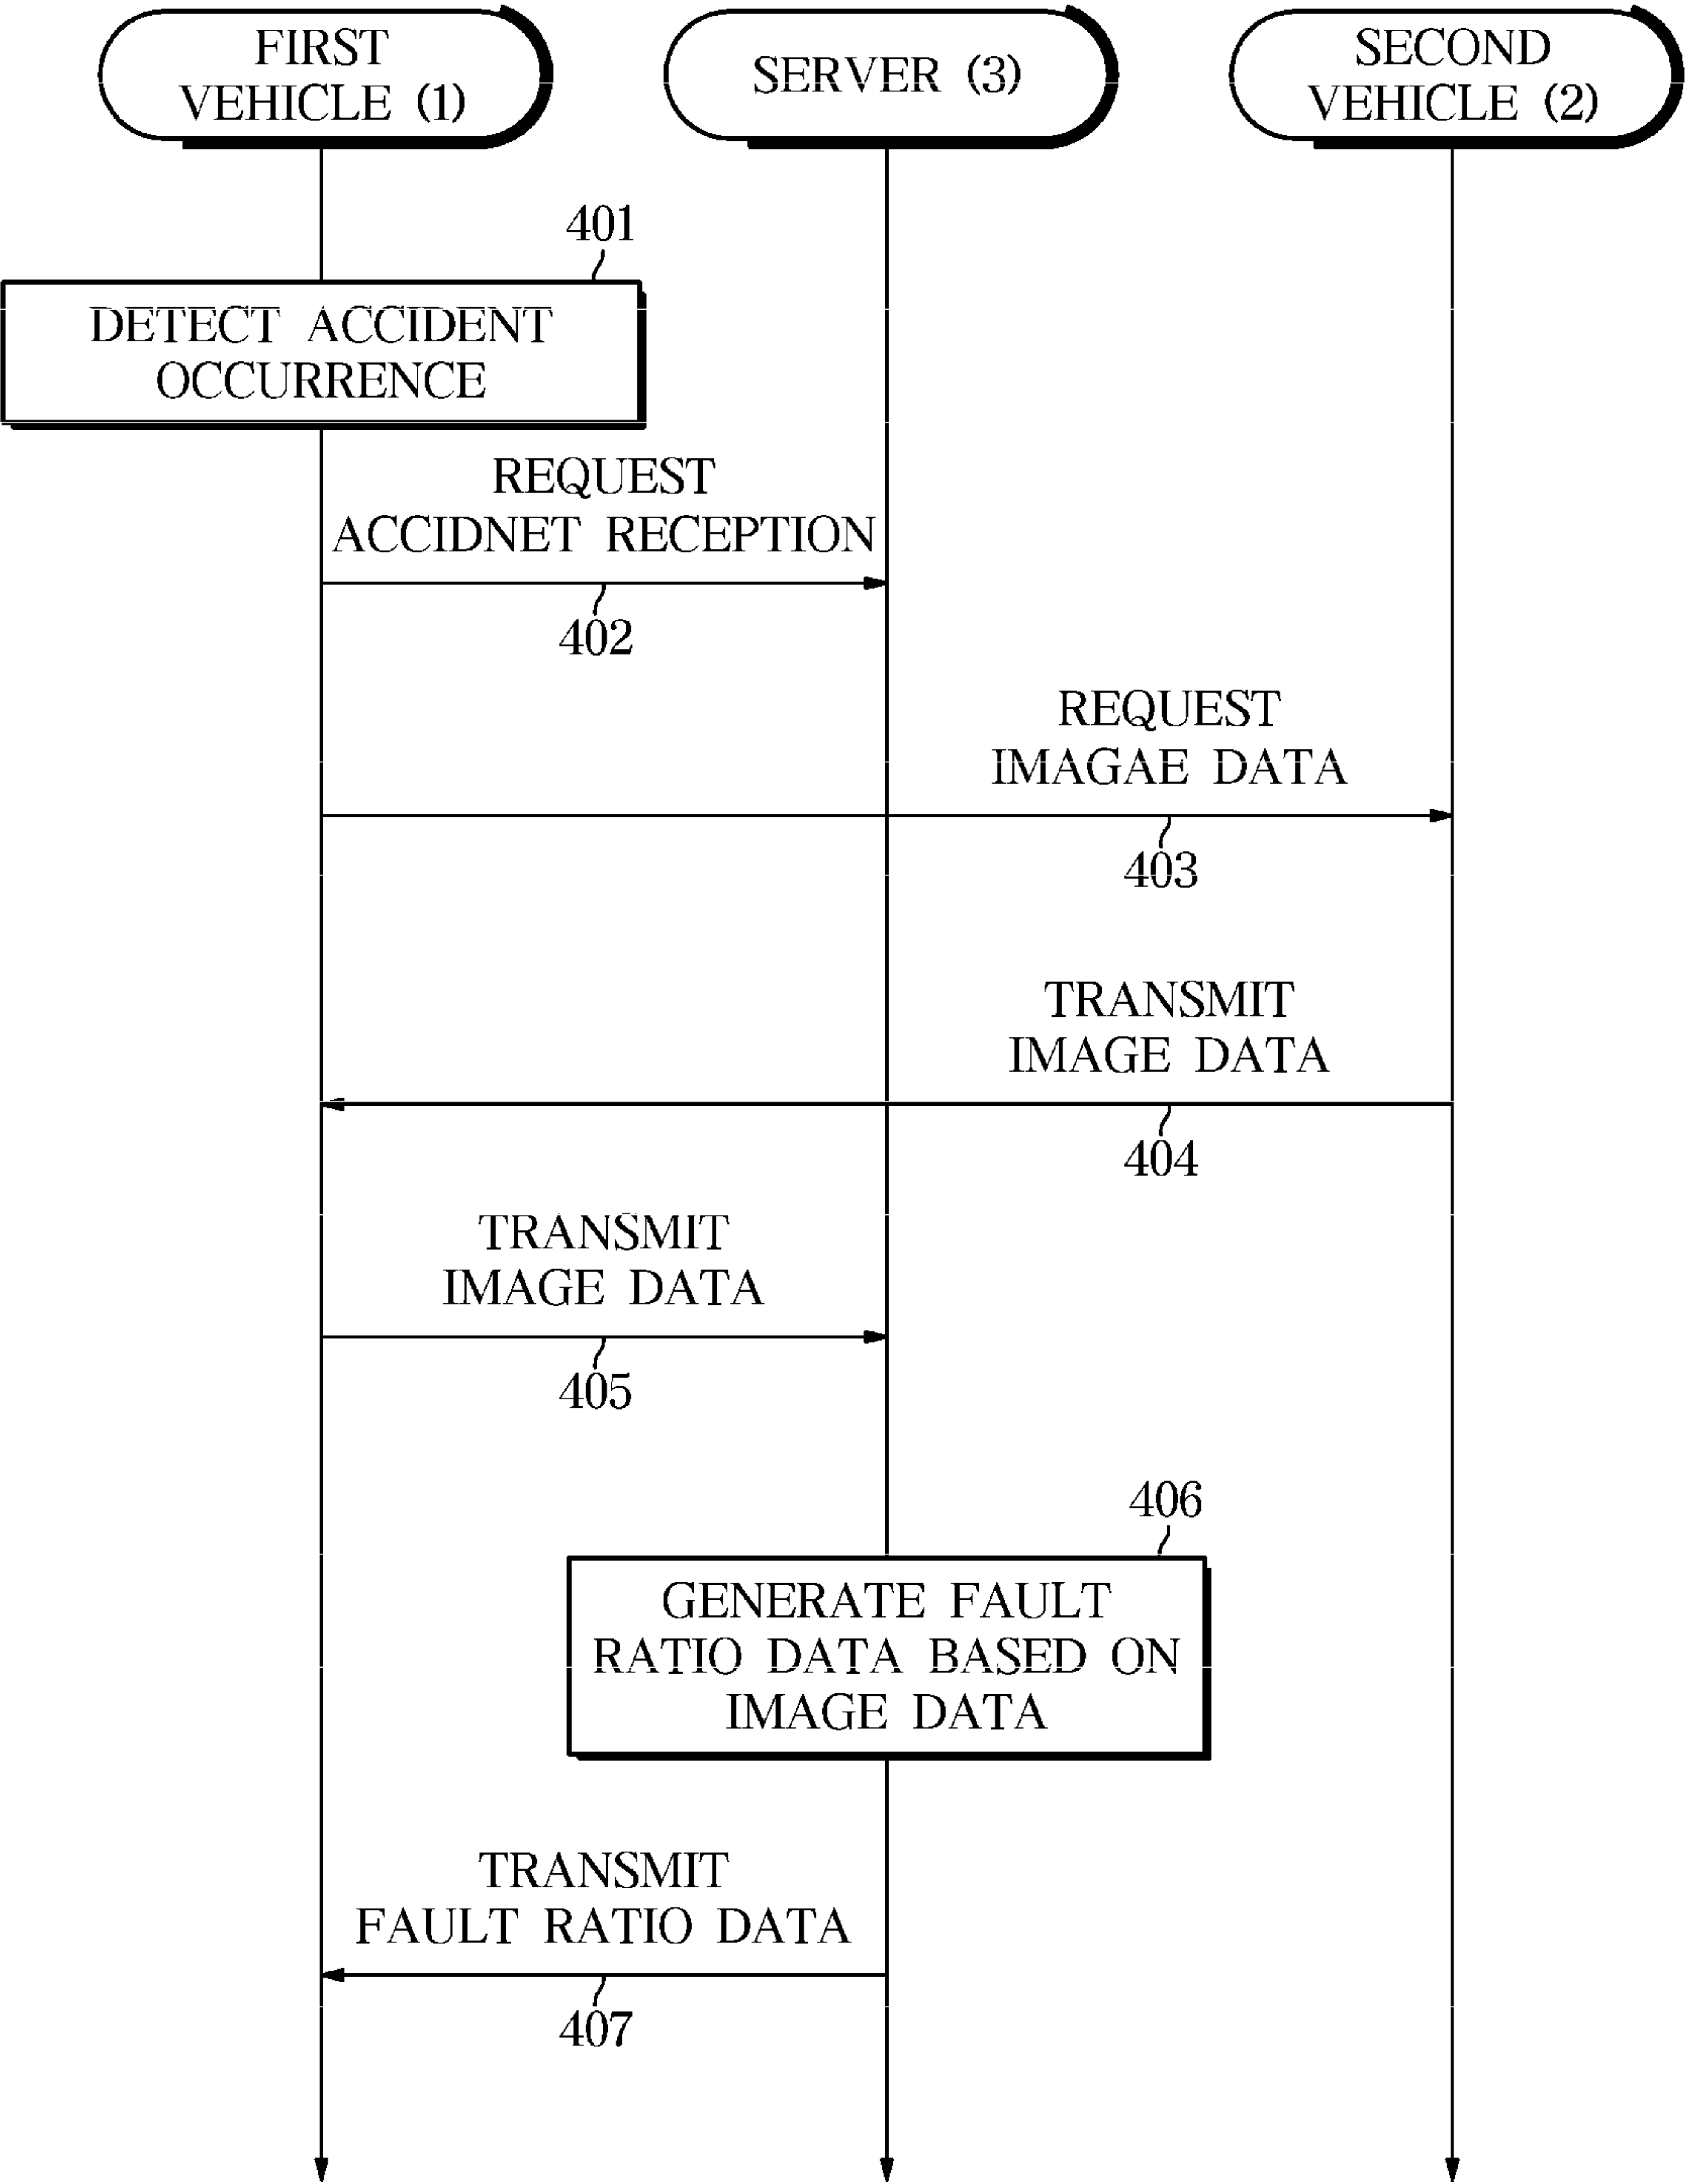 FIRST
VEHICLE (1)
SERVER (3)
SECOND
VEHICLE (2)
401
DETECT ACCIDENT
OCCURRENCE
REQUEST
ACCIDNET RECEPTION
402
REQUEST
IMAGAE DATA
403
TRANSMIT
IMAGE DATA
404
TRANSMIT
IMAGE DATA
405
406
GENERATE FAULT
RATIO DATA BASED ON
IMAGE DATA
TRANSMIT
FAULT RATIO DATA
407